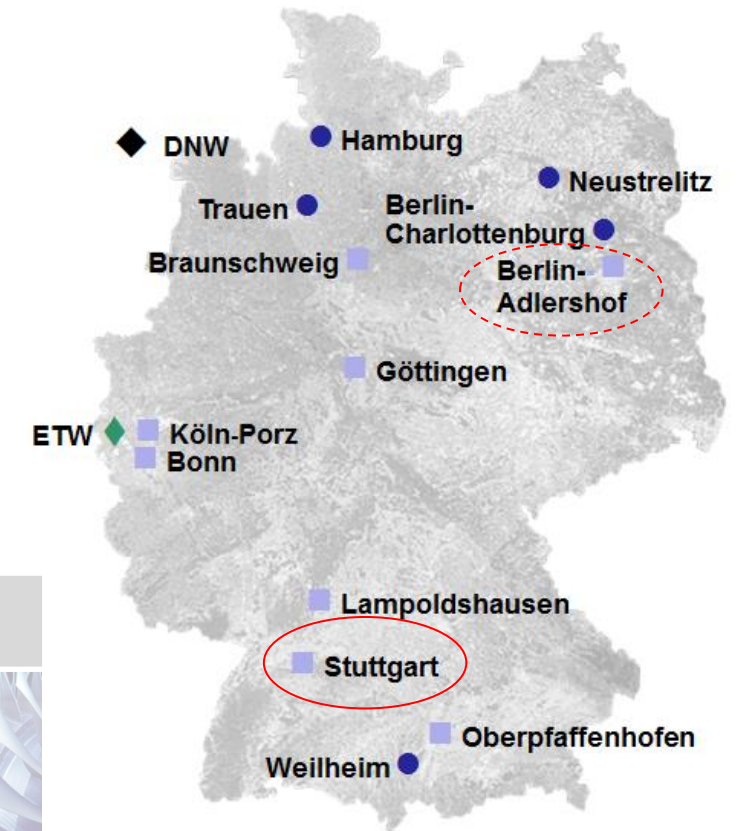 Hamburg
DNW
Neustrelitz
Trauen
Berlin-
Charlottenburg
Braunschweig
Berlin-
Adlershof
Göttingen
ETW
Köln-Porz
Bonn
Lampoldshausen
Stuttgart
Oberpfaffenhofen
Weilheim